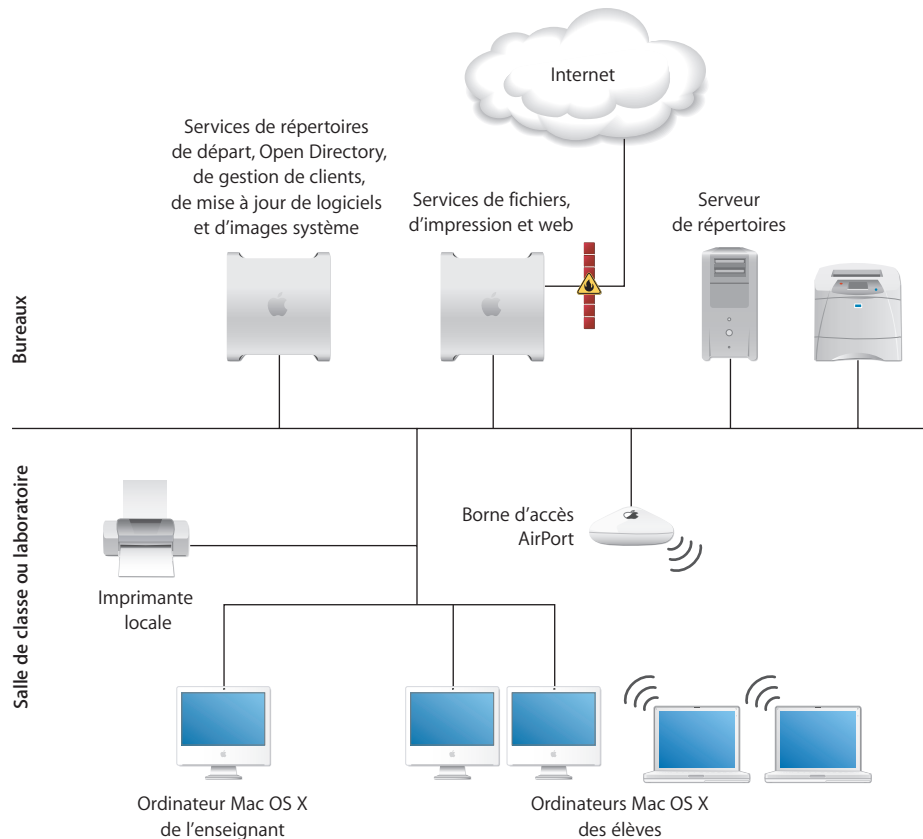 Internet
Services de répertoires
de départ, Open Directory,
de gestion de clients,
de mise à jour de logiciels
et d'images système
Services de fichiers,
d'impression et web
Serveur
de répertoires
Bureaux
Salle de classe ou laboratoire
Borne d'accès
AirPort
Imprimante
locale
Ordinateur Mac OS X
de l'enseignant
Ordinateurs Mac OS X
des élèves